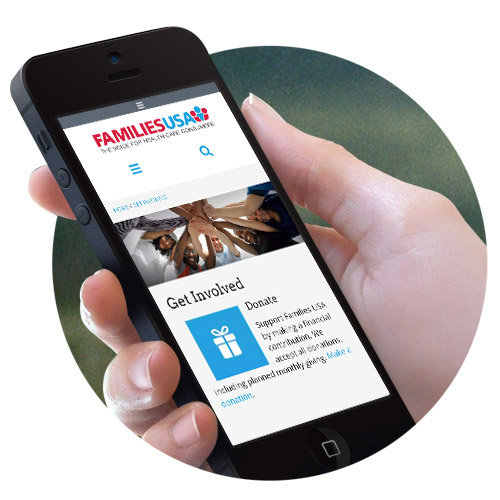 FAMILIESUSA
THE VOICE FOR HEALTH CARE CONSUMERS
HOME / GET INVOLVED
Get Involved
Donate
Support Families USA
by making a financial
contribution. We
accept all donations,
including planned monthly giving. Make a
donation.